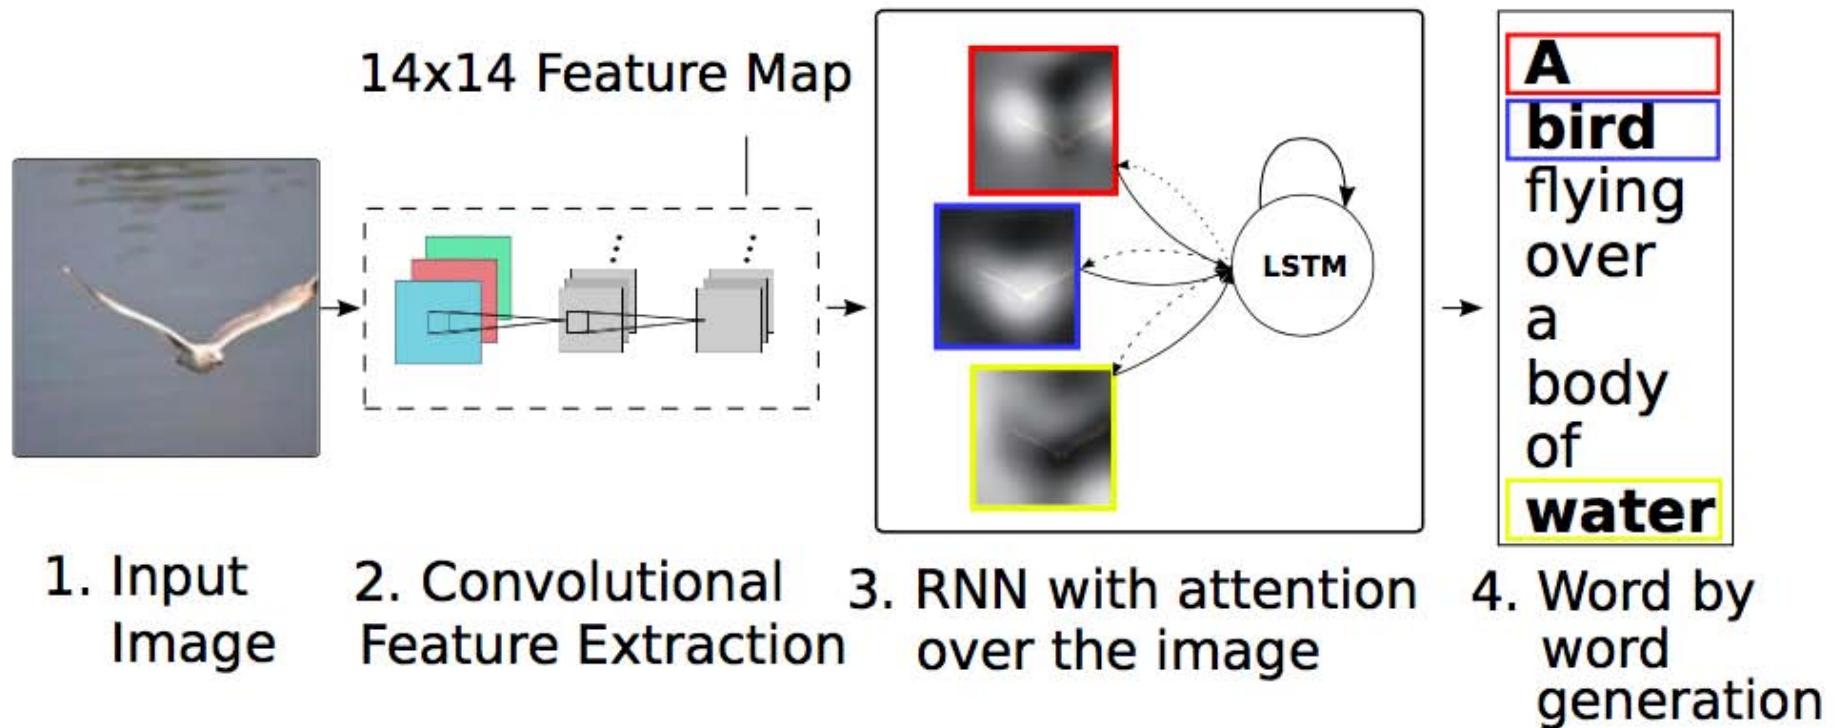 14x14 Feature Map
LSTM
A
bird
flying
over
a
body
of
water
1. Input
Image
2. Convolutional
Feature Extraction
3. RNN with attention
over the image
4. Word by
word
generation